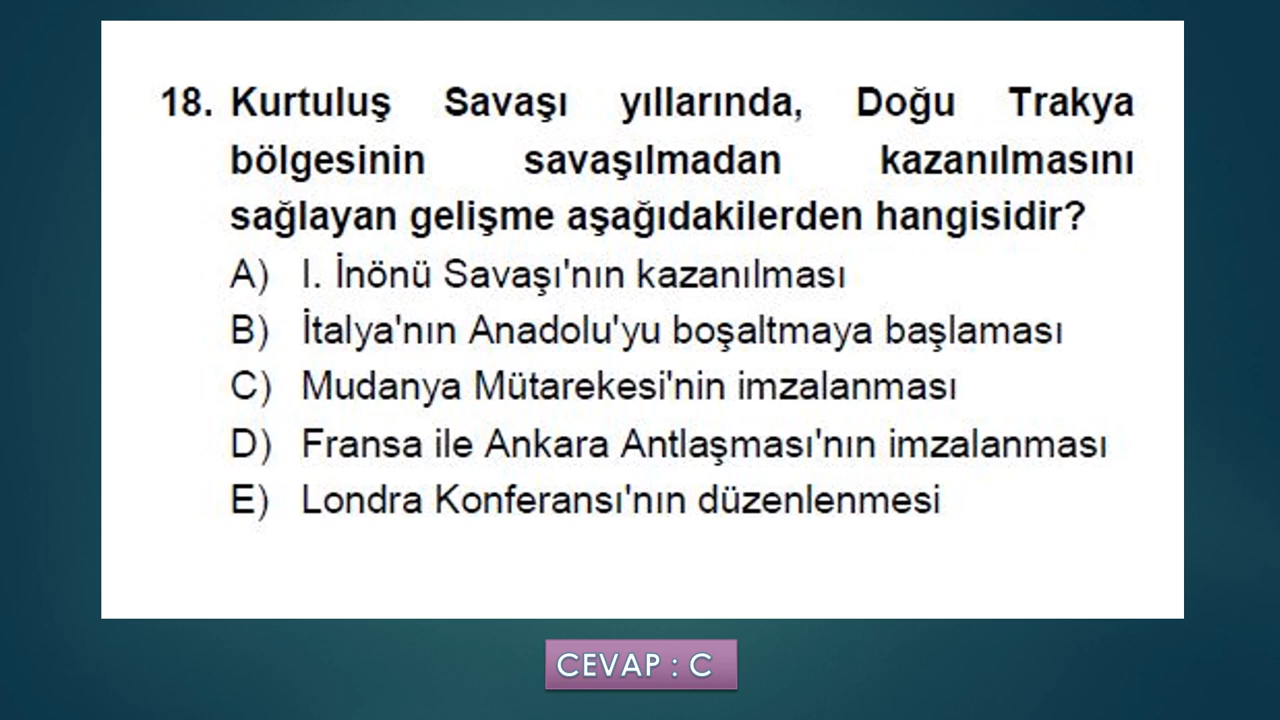 18. Kurtuluş Savaşı yıllarında, Doğu Trakya
bölgesinin savaşılmadan kazanılmasını
sağlayan gelişme aşağıdakilerden hangisidir?
A) I. İnönü Savaşı'nın kazanılması
B) İtalya'nın Anadolu'yu boşaltmaya başlaması
C) Mudanya Mütarekesi'nin imzalanması
D) Fransa ile Ankara Antlaşması'nın imzalanması
E) Londra Konferansı'nın düzenlenmesi
CEVAP : C